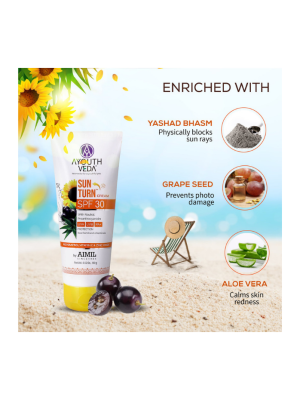 ENRICHED WITH
YASHAD BHASM
Physically blocks
sun rays
GRAPE SEED
Prevents photo
damage
ALOE VERA
Calms skin
redness
AYOUTH
VEDA
SUN
TURN
SPF 30
AIMIL